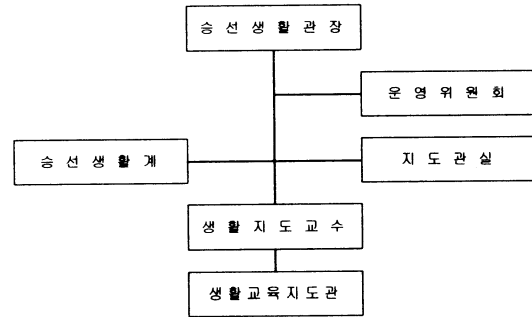 승선생활관장
운영위원회
승선생활계
지도관실
생활지도교수
생활교육지도관